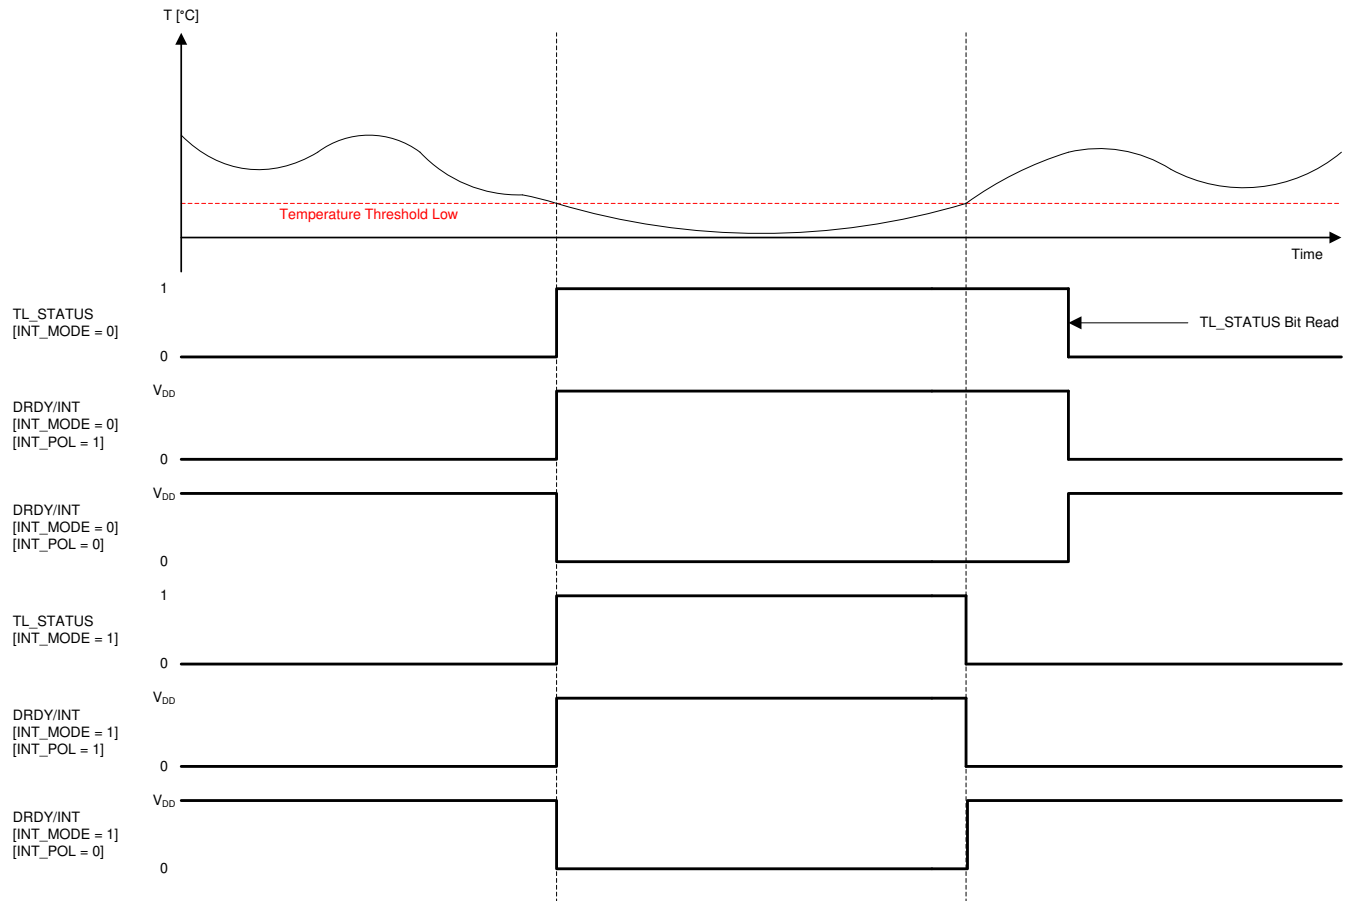 T [°C]
Temperature Threshold Low
Time
1
TL_STATUS
[INT_MODE = 0]
TL_STATUS Bit Read
0
VDD
DRDY/INT
[INT_MODE = 0]
[INT_POL = 1]
0
VDD
DRDY/INT
[INT_MODE = 0]
[INT_POL = 0]
0
1
TL_STATUS
[INT_MODE = 1]
0
VDD
DRDY/INT
[INT_MODE = 1]
[INT_POL = 1]
0
VDD
DRDY/INT
[INT_MODE = 1]
[INT_POL = 0]
0